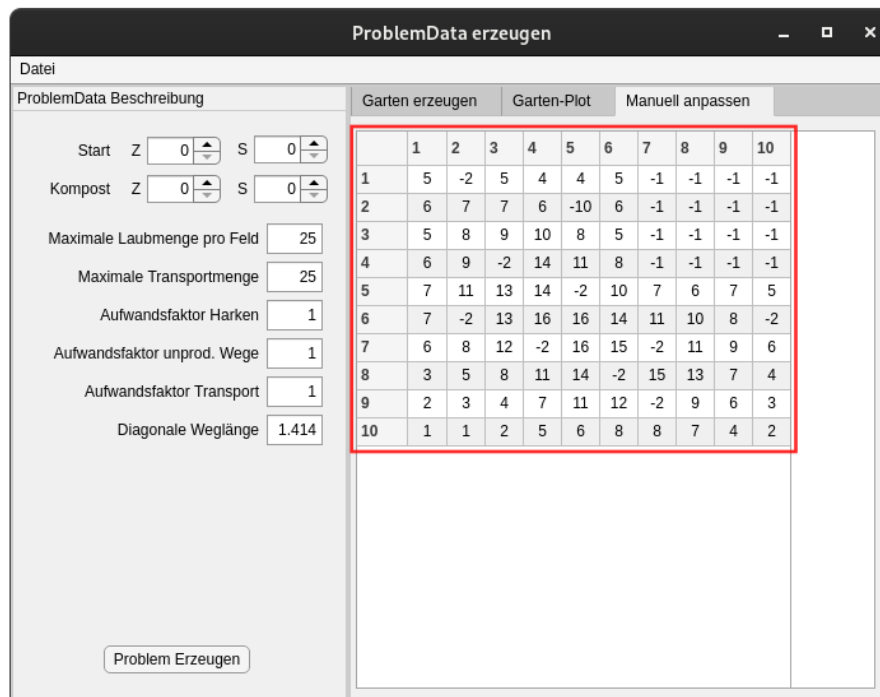 ProblemData erzeugen
Datei
ProblemData Beschreibung
Start Z 0 S 0
Kompost Z 0 S 0
Maximale Laubmenge pro Feld 25
Maximale Transportmenge 25
Aufwandsfaktor Harken 1
Aufwandsfaktor unprod. Wege 1
Aufwandsfaktor Transport 1
Diagonale Weglänge 1.414
Problem Erzeugen
Garten erzeugen Garten-Plot Manuell anpassen
1 2 3 4 5 6 7 8 9 10
1 5 -2 5 4 4 5 -1 -1 -1 -1
2 6 7 7 6 -10 6 -1 -1 -1 -1
3 5 8 9 10 8 5 -1 -1 -1 -1
4 6 9 -2 14 11 8 -1 -1 -1 -1
5 7 11 13 14 -2 10 7 6 7 5
6 7 -2 13 16 16 14 11 10 8 -2
7 6 8 12 -2 16 15 -2 11 9 6
8 3 5 8 11 14 -2 15 13 7 4
9 2 3 4 7 11 12 -2 9 6 3
10 1 1 2 5 6 8 8 7 4 2